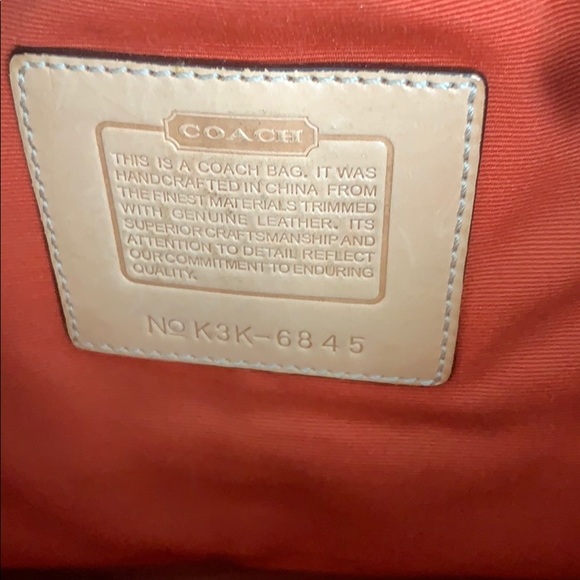 COACH
THIS IS A COACH BAG. IT WAS
HANDCRAFTED IN CHINA FROM
THE FINEST MATERIALS TRIMMED
WITH GENUINE LEATHER. ITS
SUPERIOR CRAFTSMANSHIP AND
ATTENTION TO DETAIL REFLECT
OUR COMMITMENT TO ENDURING
QUALITY.
No K3K-6845